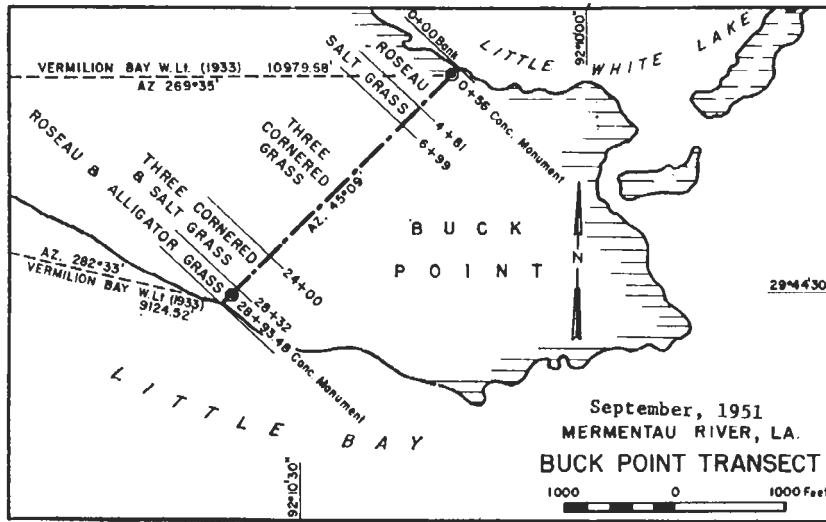 0+00 Bank
LITTLE WHITE LAKE
92°10'00"
VERMILION BAY W.Lt. (1933) 10979.58'
AZ 269°35'
ROSEAU
SALT GRASS
0+56 Conc. Monument
4+81
6+99
THREE
CORNERED
GRASS
AZ. 45°09'
THREE CORNERED
& SALT GRASS
ROSEAU & ALLIGATOR GRASS
BUCK
POINT
N
24+00
AZ. 282°33'
VERMILION BAY W.Lt (1933)
9124.52'
28+32
28+93.48 Conc. Monument
29°44'30
LITTLE BAY
92°10'30"
September, 1951
MERMENTAU RIVER, LA.
BUCK POINT TRANSECT
1000 0 1000 Feet